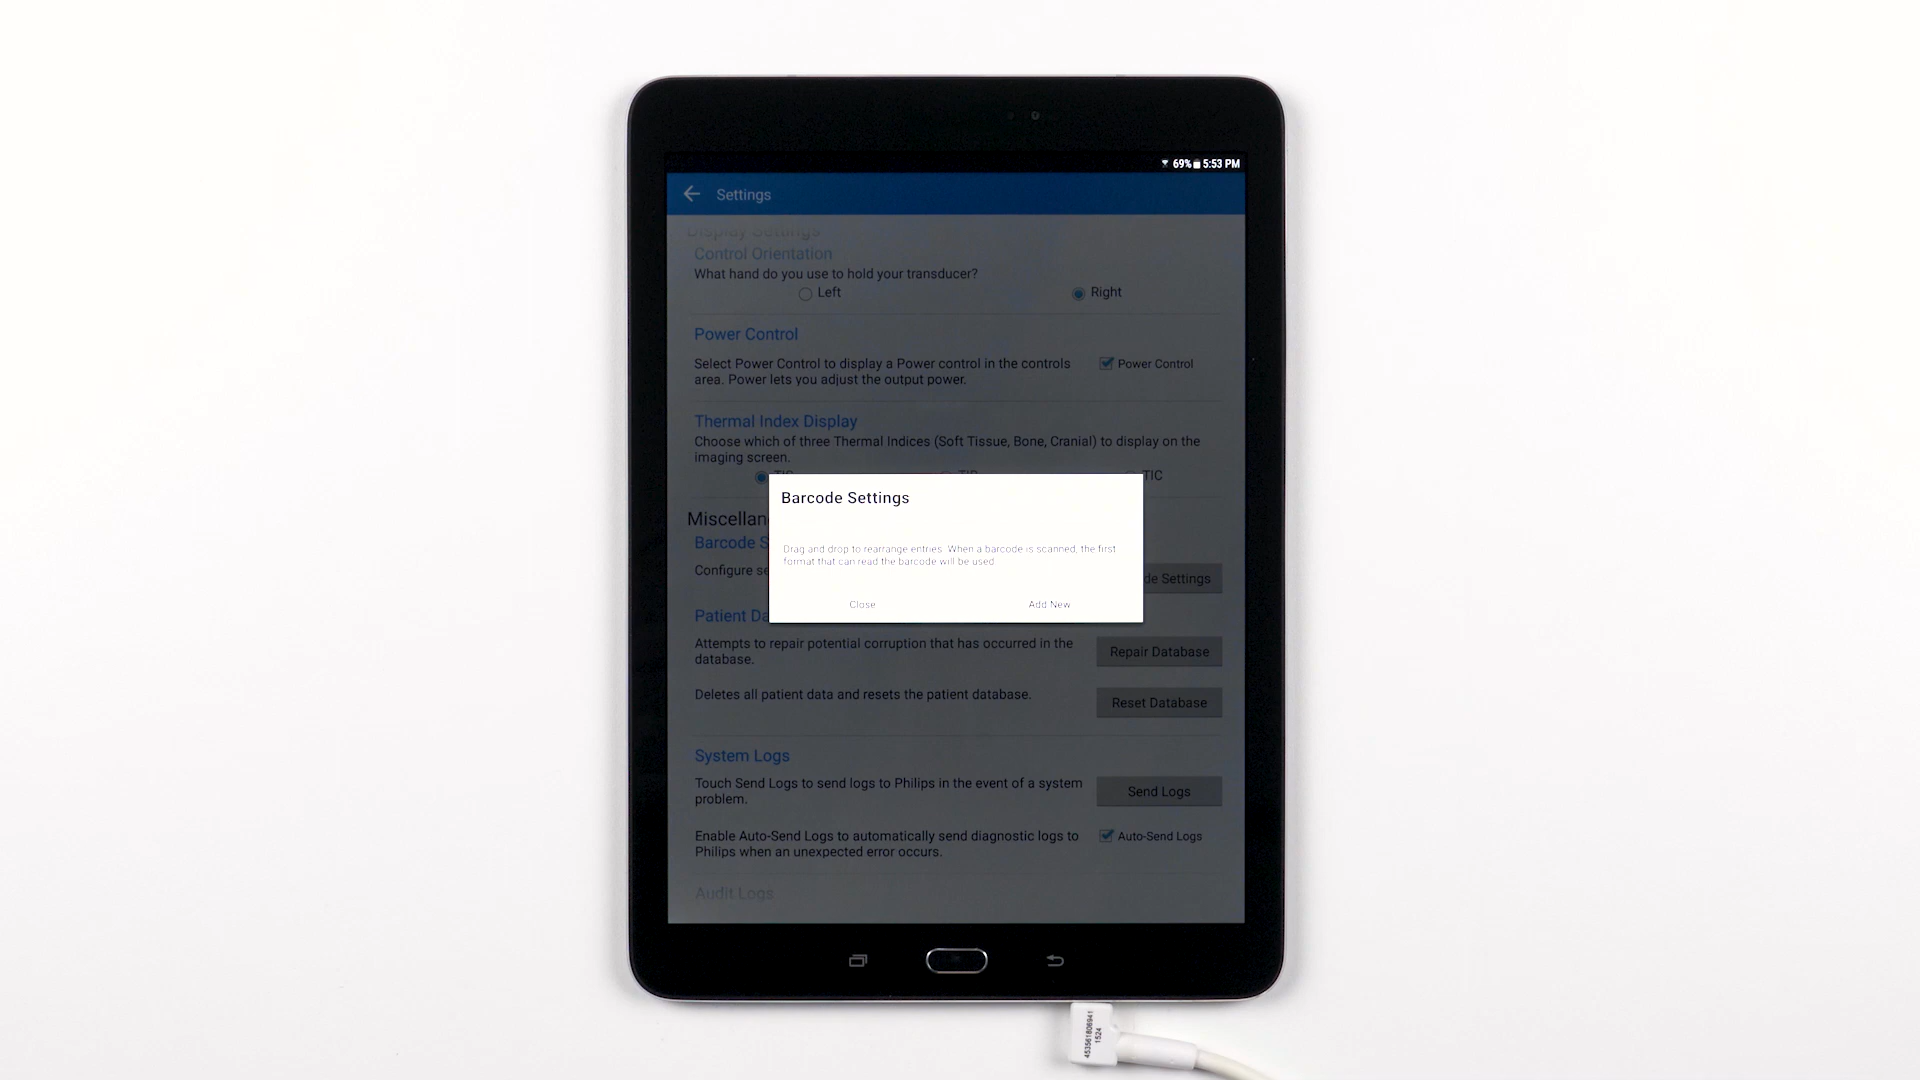 69% 5:53 PM
Settings
Display Settings
Control Orientation
What hand do you use to hold your transducer?
Left Right
Power Control
Select Power Control to display a Power control in the controls
area. Power lets you adjust the output power.
Power Control
Thermal Index Display
Choose which of three Thermal Indices (Soft Tissue, Bone, Cranial) to display on the
imaging screen.
TIC
Barcode Settings
Drag and drop to rearrange entries. When a barcode is scanned, the first
format that can read the barcode will be used.
Close Add New
Miscellan
Barcode S
Configure se
de Settings
Patient Da
Attempts to repair potential corruption that has occurred in the
database.
Repair Database
Deletes all patient data and resets the patient database.
Reset Database
System Logs
Touch Send Logs to send logs to Philips in the event of a system
problem.
Send Logs
Enable Auto-Send Logs to automatically send diagnostic logs to
Philips when an unexpected error occurs.
Auto-Send Logs
Audit Logs
453561806941
1524